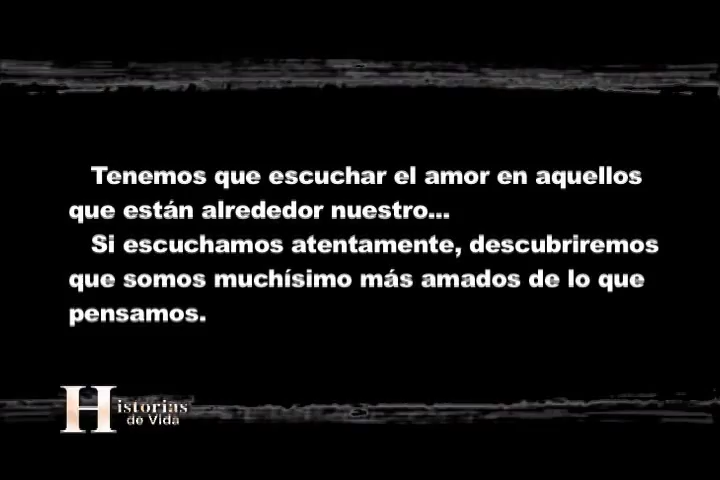 Tenemos que escuchar el amor en aquellos
que están alrededor nuestro...
Si escuchamos atentamente, descubriremos
que somos muchísimo más amados de lo que
pensamos.
Historias
de Vida